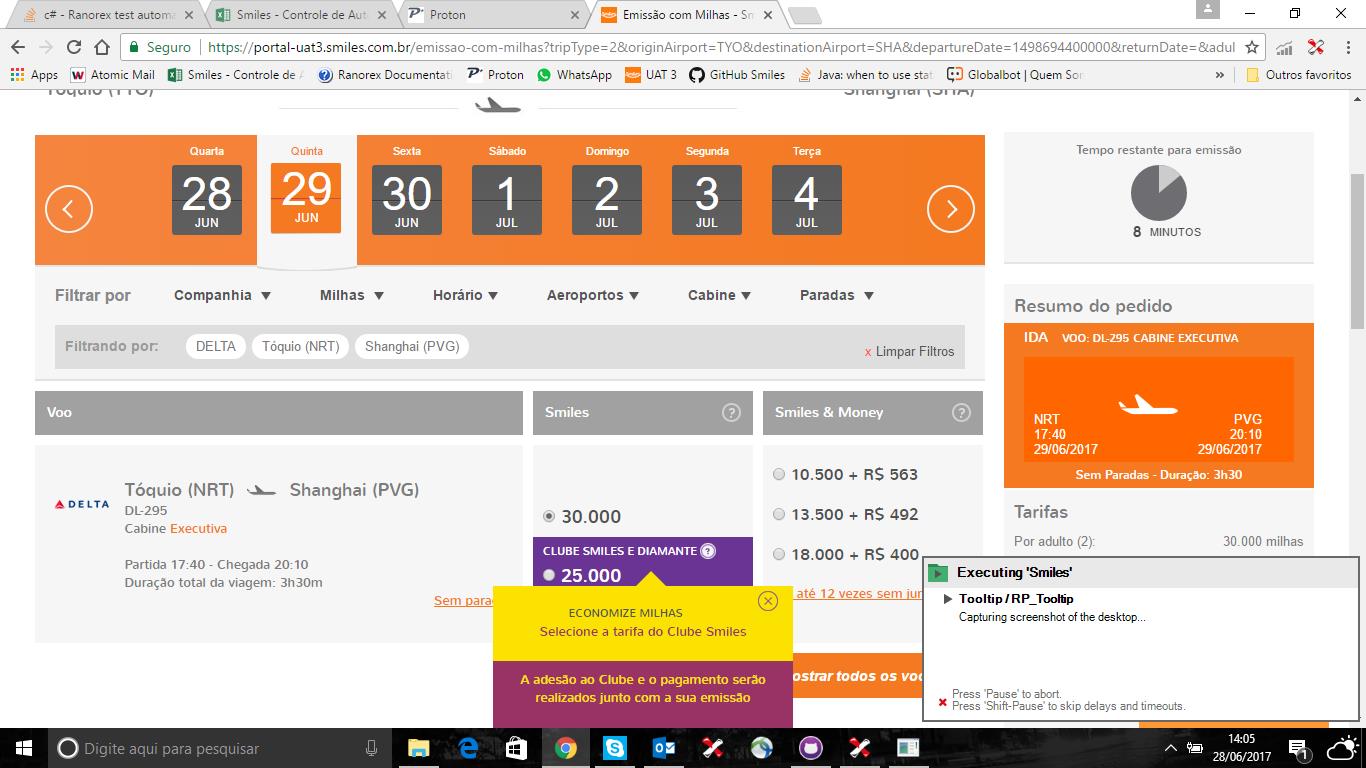 c# - Ranorex test automa
Smiles - Controle de Aut
Proton
Emissão com Milhas - Sm
Seguro
https://portal-uat3.smiles.com.br/emissao-com-milhas?tripType=2&originAirport=TYO&destinationAirport=SHA&departureDate=1498694400000&returnDate=&adul
Apps
Atomic Mail
Smiles - Controle de A
Ranorex Documentati
Proton
WhatsApp
UAT 3
GitHub Smiles
Java: when to use stat
Globalbot | Quem Som
»
Outros favoritos
Tóquio (TYO)
Shanghai (SHA)
Quarta
28
JUN
Quinta
29
JUN
Sexta
30
JUN
Sábado
1
JUL
Domingo
2
JUL
Segunda
3
JUL
Terça
4
JUL
Filtrar por
Companhia
Milhas
Horário
Aeroportos
Cabine
Paradas
Filtrando por:
DELTA
Tóquio (NRT)
Shanghai (PVG)
x Limpar Filtros
Voo
Smiles ?
Smiles & Money ?
DELTA
Tóquio (NRT) Shanghai (PVG)
DL-295
Cabine Executiva
Partida 17:40 - Chegada 20:10
Duração total da viagem: 3h30m
Sem para
30.000
CLUBE SMILES E DIAMANTE ?
25.000
10.500 + R$ 563
13.500 + R$ 492
18.000 + R$ 400
até 12 vezes sem jur
ECONOMIZE MILHAS
Selecione a tarifa do Clube Smiles
A adesão ao Clube e o pagamento serão
realizados junto com a sua emissão
ostrar todos os voo
Tempo restante para emissão
8 MINUTOS
Resumo do pedido
IDA VOO: DL-295 CABINE EXECUTIVA
NRT
17:40
29/06/2017
PVG
20:10
29/06/2017
Sem Paradas - Duração: 3h30
Tarifas
Por adulto (2): 30.000 milhas
Executing 'Smiles'
Tooltip / RP_Tooltip
Capturing screenshot of the desktop...
Press 'Pause' to abort.
Press 'Shift-Pause' to skip delays and timeouts.
Digite aqui para pesquisar
14:05
28/06/2017
1